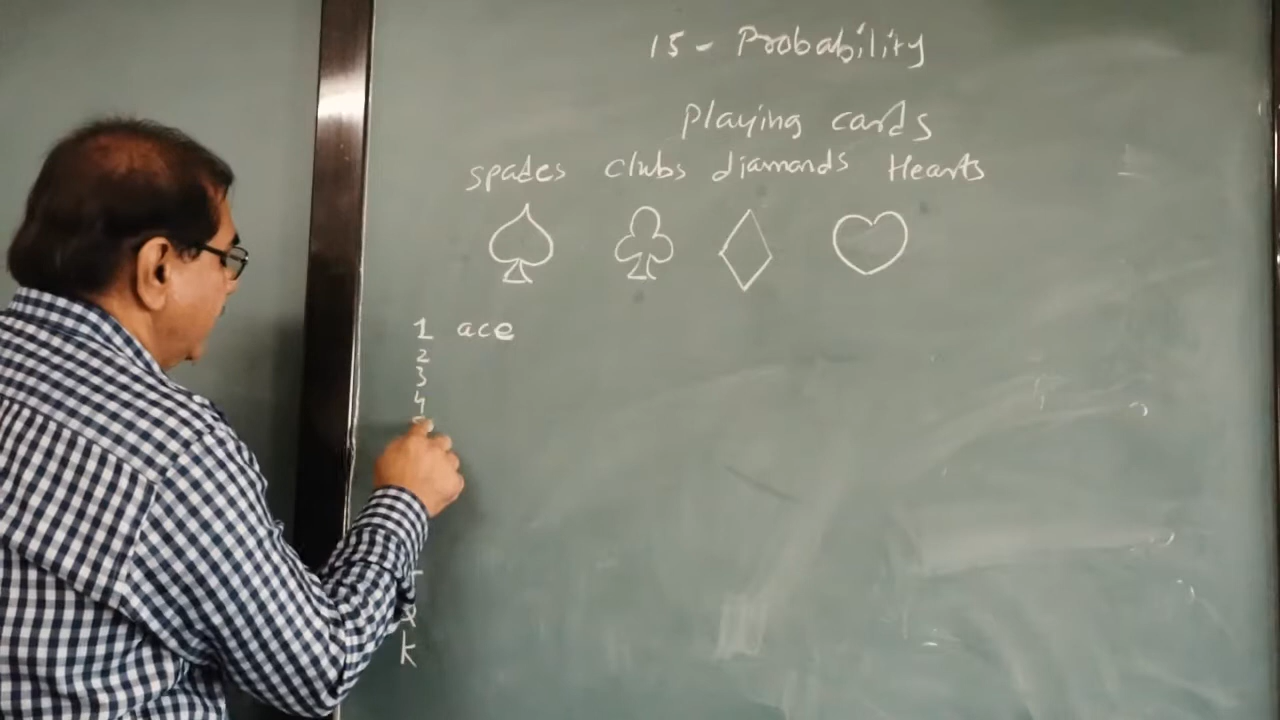 15 - Probability
Playing cards
spades clubs diamonds Hearts
1 ace
2
3
4
Q
K